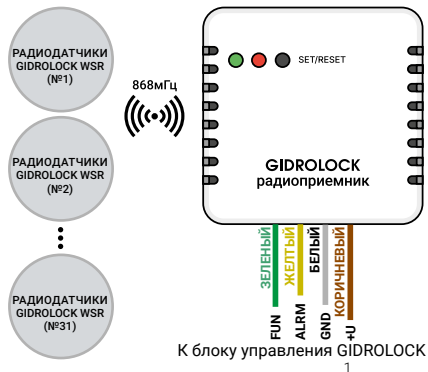 РАДИОДАТЧИКИ
GIDROLOCK WSR
(№1)
868мГц
SET/RESET
РАДИОДАТЧИКИ
GIDROLOCK WSR
(№2)
GIDROLOCK
радиоприемник
РАДИОДАТЧИКИ
GIDROLOCK WSR
(№31)
ЗЕЛЕНЫЙ
ЖЕЛТЫЙ
БЕЛЫЙ
КОРИЧНЕВЫЙ
FUN
ALRM
GND
+U
К блоку управления GIDROLOCK
1